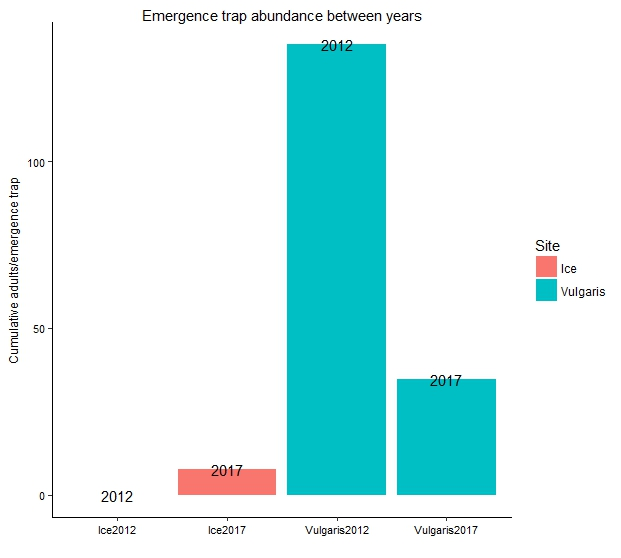 Emergence trap abundance between years
Cumulative adults/emergence trap
100
50
0
2012
2017
2012
2017
Ice2012
Ice2017
Vulgaris2012
Vulgaris2017
Site
Ice
Vulgaris